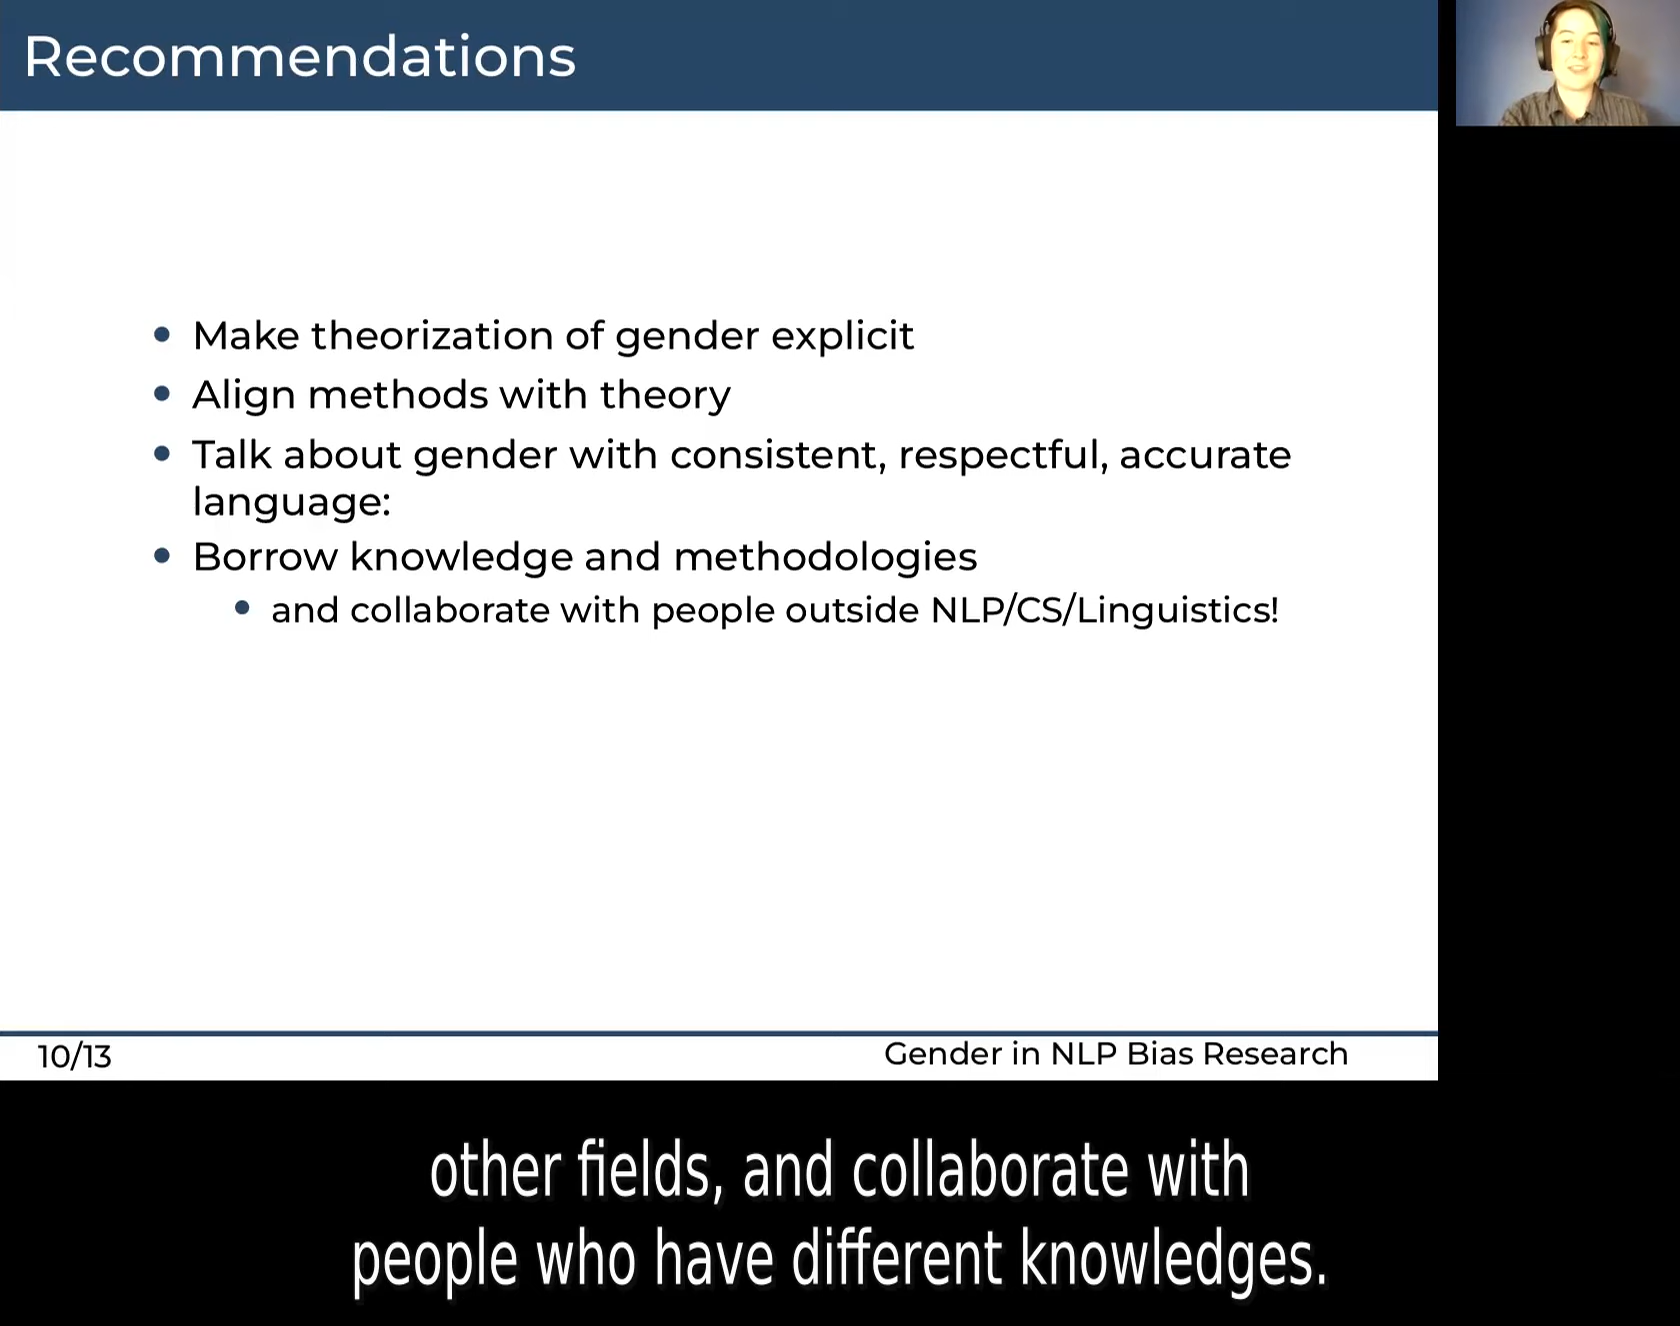 Recommendations
Make theorization of gender explicit
Align methods with theory
Talk about gender with consistent, respectful, accurate
language:
Borrow knowledge and methodologies
and collaborate with people outside NLP/CS/Linguistics!
10/13
Gender in NLP Bias Research
other fields, and collaborate with
people who have different knowledges.